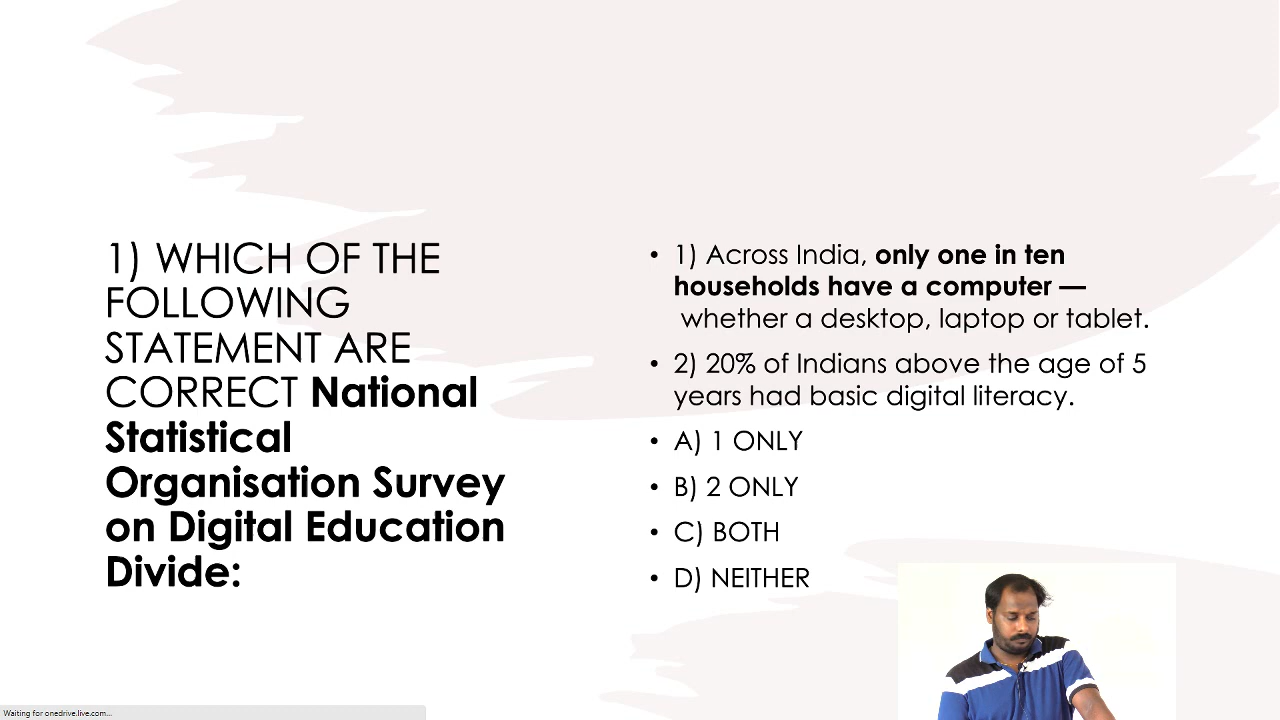 1) WHICH OF THE
FOLLOWING
STATEMENT ARE
CORRECT National
Statistical
Organisation Survey
on Digital Education
Divide:
• 1) Across India, only one in ten
households have a computer —
whether a desktop, laptop or tablet.
• 2) 20% of Indians above the age of 5
years had basic digital literacy.
• A) 1 ONLY
• B) 2 ONLY
• C) BOTH
• D) NEITHER
Waiting for onedrive.live.com...